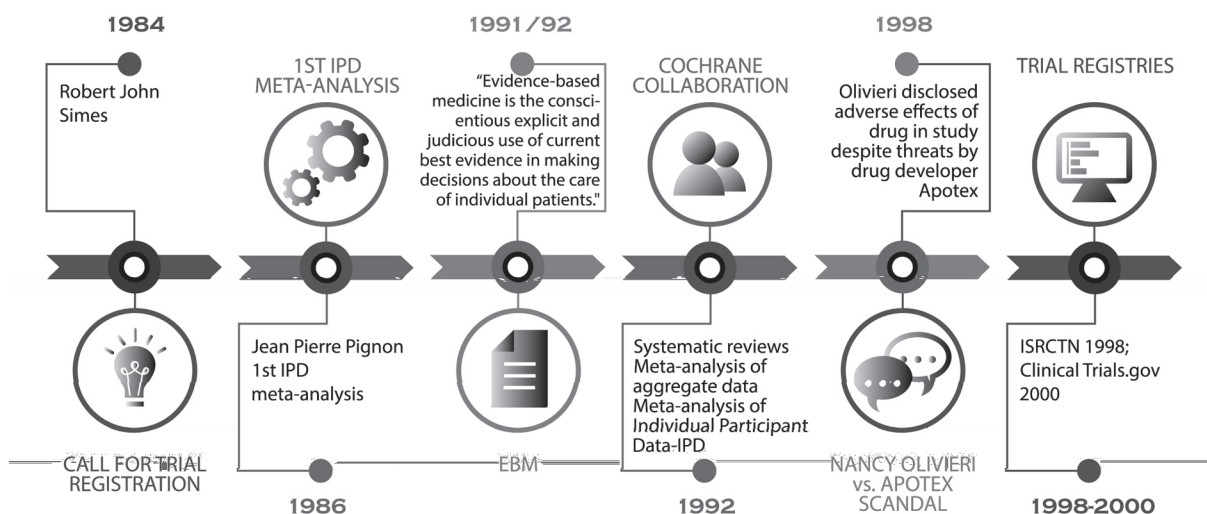 1984
Robert John
Simes
CALL FOR TRIAL
REGISTRATION
1ST IPD
META-ANALYSIS
Jean Pierre Pignon
1st IPD
meta-analysis
1986
1991/92
“Evidence-based
medicine is the consci-
entious explicit and
judicious use of current
best evidence in making
decisions about the care
of individual patients."
EBM
COCHRANE
COLLABORATION
Systematic reviews
Meta-analysis of
aggregate data
Meta-analysis of
Individual Participant
Data-IPD
1992
1998
Olivieri disclosed
adverse effects of
drug in study
despite threats by
drug developer
Apotex
NANCY OLIVIERI
vs. APOTEX
SCANDAL
TRIAL REGISTRIES
ISRCTN 1998;
Clinical Trials.gov
2000
1998-2000